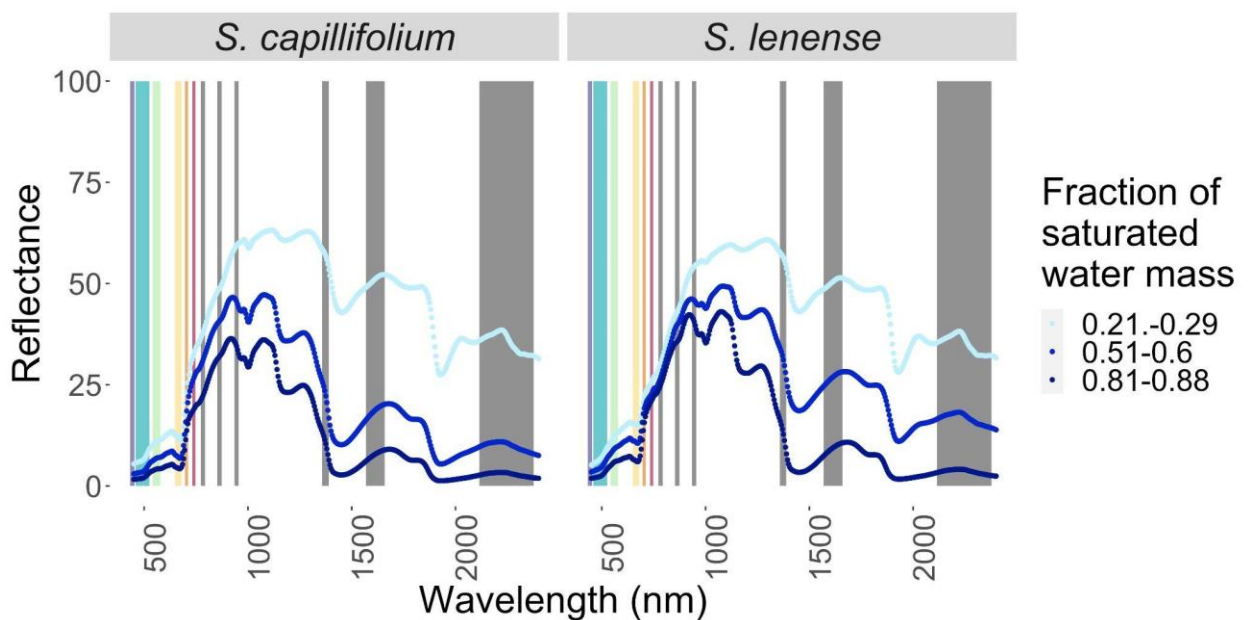 S. capillifolium
S. lenense
100
75
50
25
0
Reflectance
500
1000
1500
2000
500
1000
1500
2000
Wavelength (nm)
Fraction of
saturated
water mass
0.21.-0.29
0.51-0.6
0.81-0.88